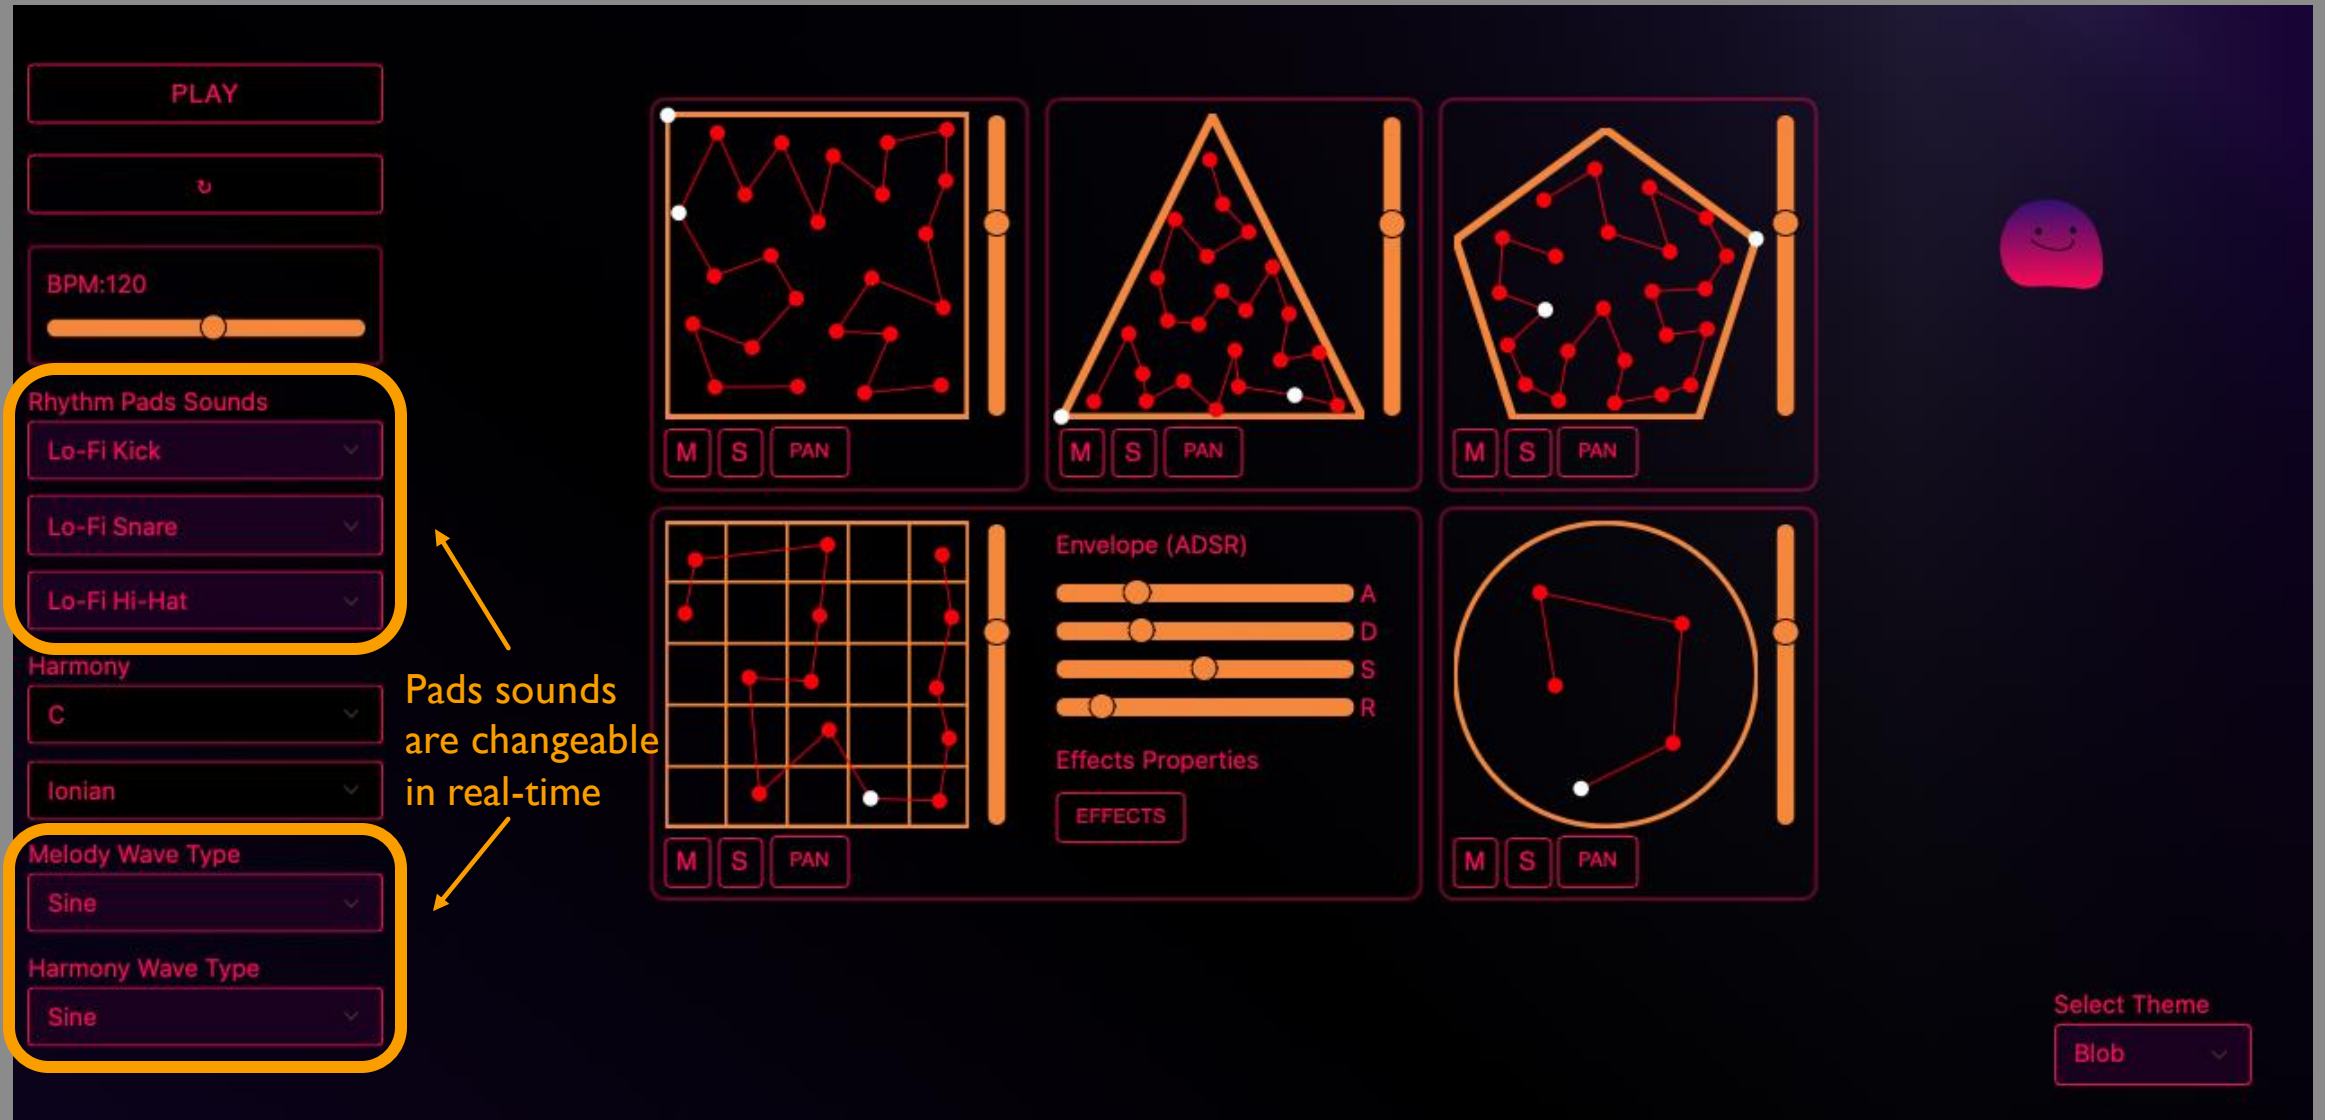 PLAY
↻
BPM:120
Rhythm Pads Sounds
Lo-Fi Kick
Lo-Fi Snare
Lo-Fi Hi-Hat
Harmony
C
Ionian
Melody Wave Type
Sine
Harmony Wave Type
Sine
Pads sounds
are changeable
in real-time
M S PAN
M S PAN
M S PAN
M S PAN
Envelope (ADSR)
A
D
S
R
Effects Properties
EFFECTS
M S PAN
Select Theme
Blob